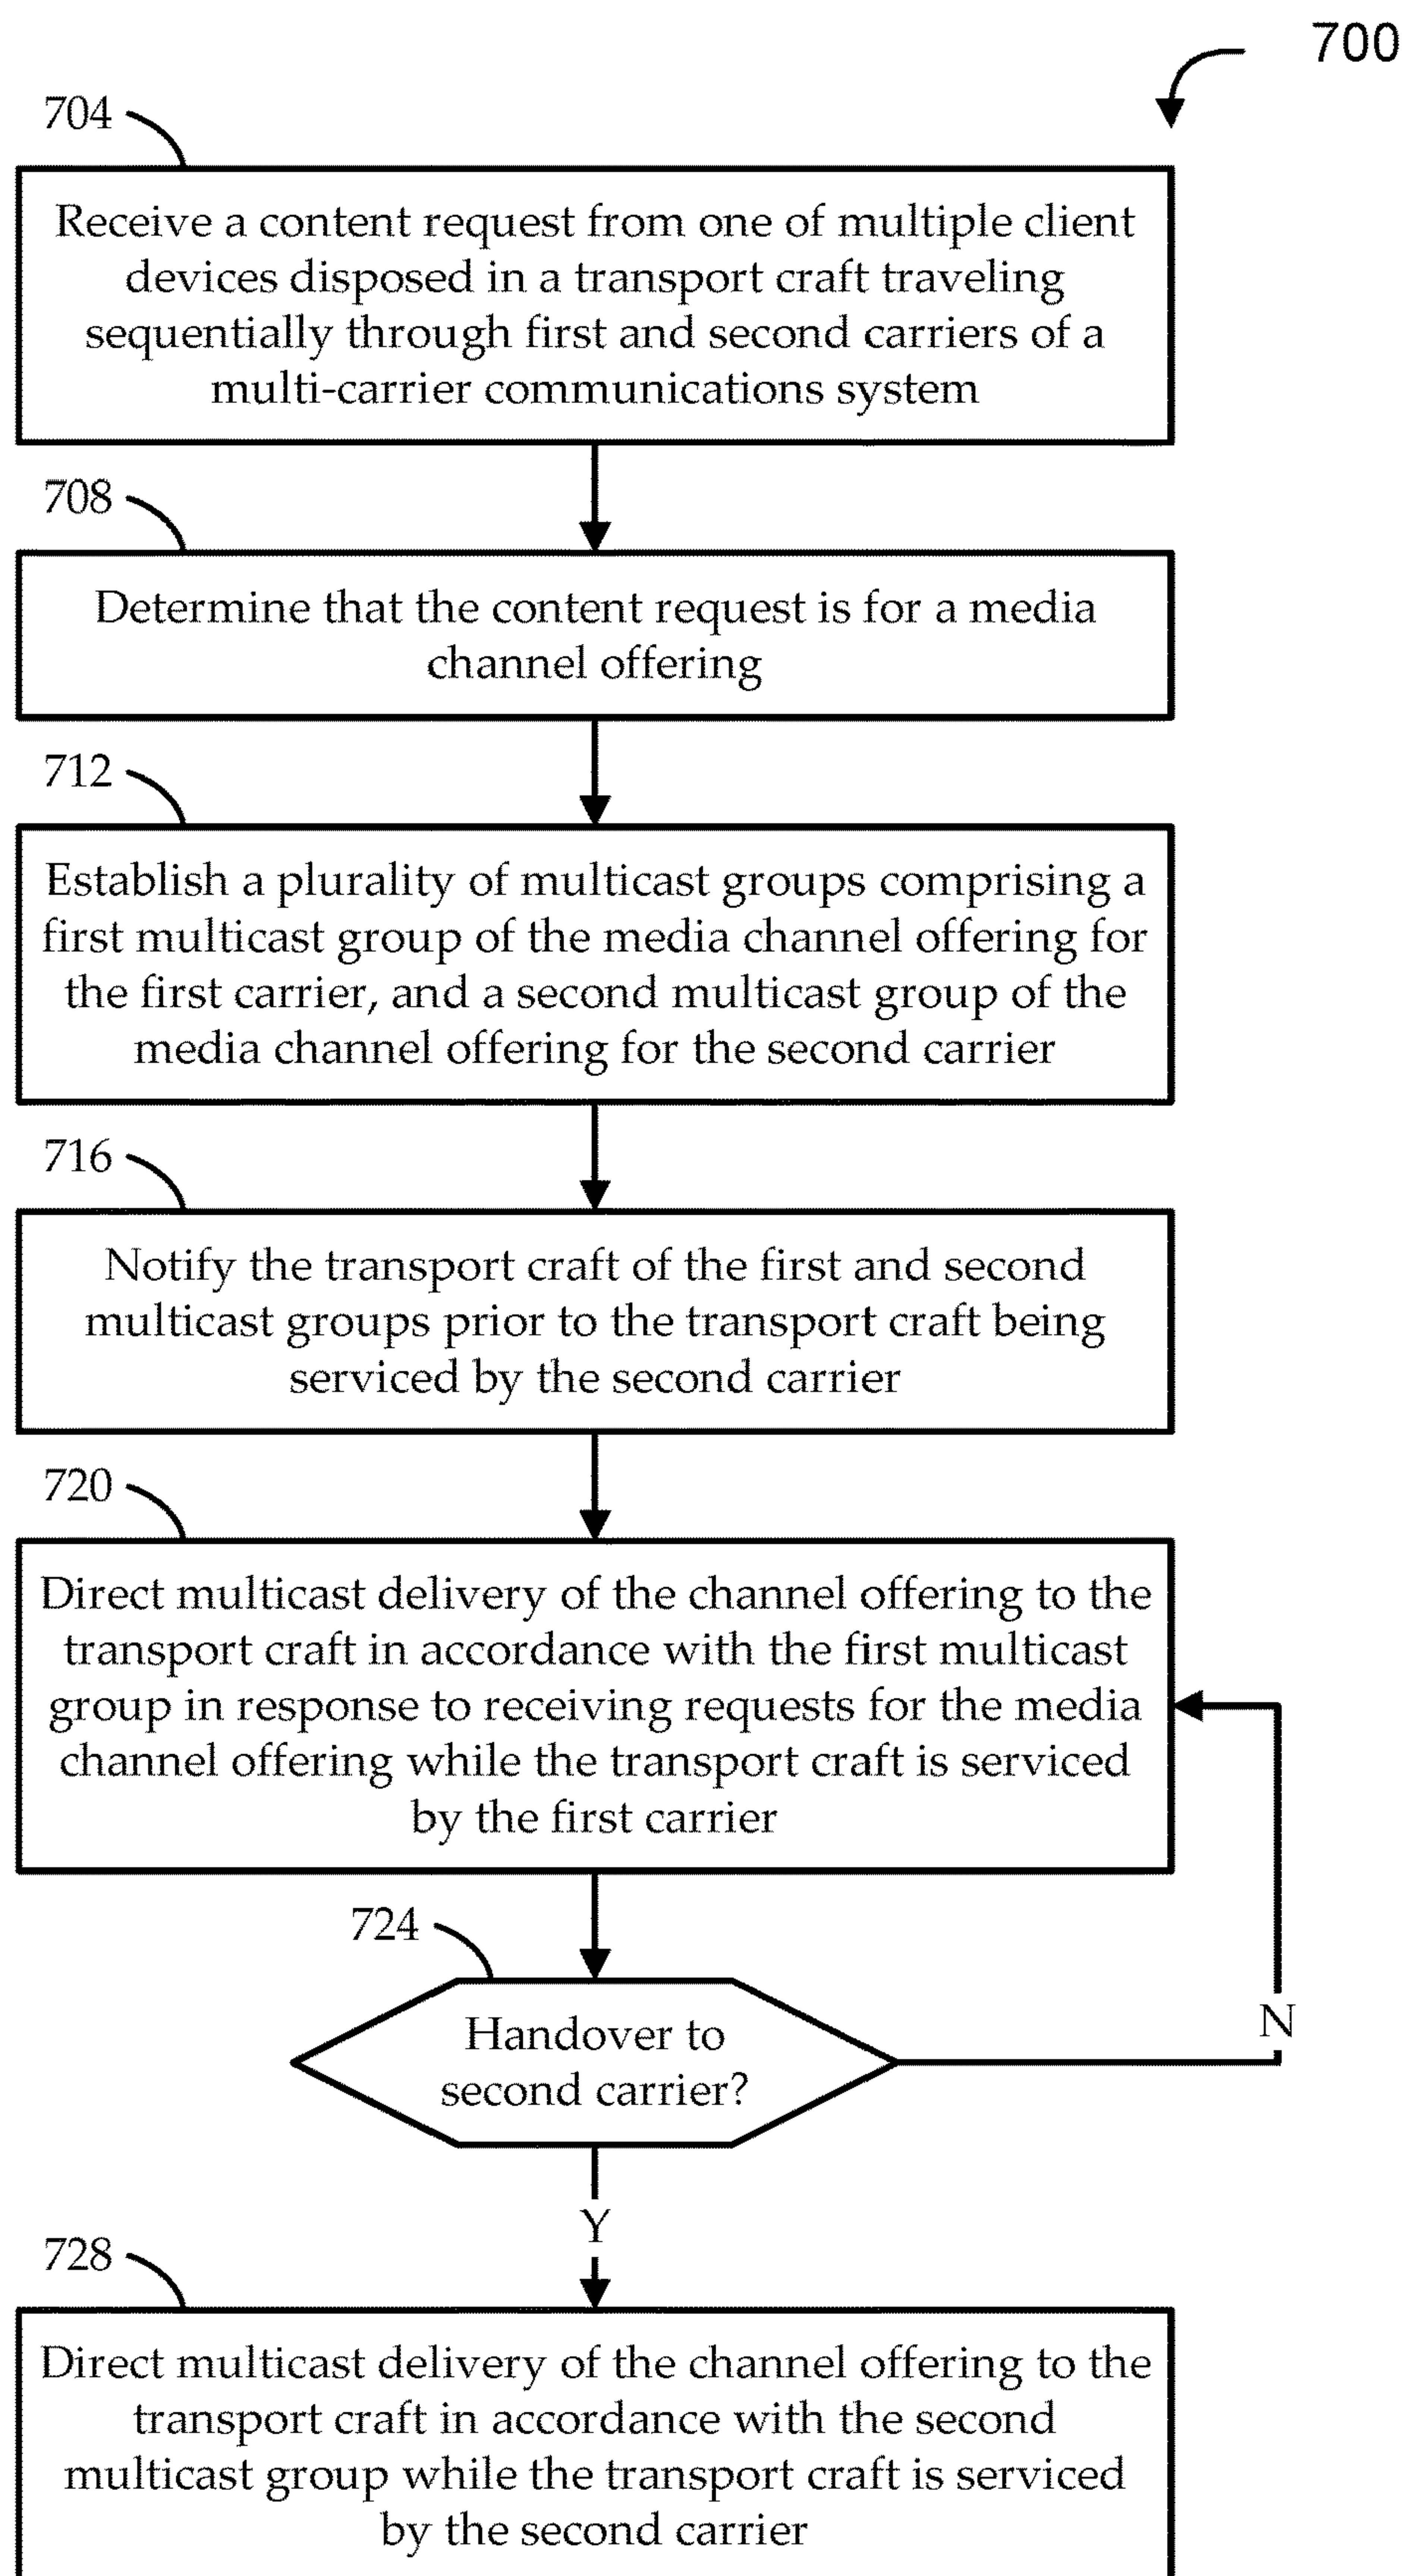 700
704
Receive a content request from one of multiple client
devices disposed in a transport craft traveling
sequentially through first and second carriers of a
multi-carrier communications system
708
Determine that the content request is for a media
channel offering
712
Establish a plurality of multicast groups comprising a
first multicast group of the media channel offering for
the first carrier, and a second multicast group of the
media channel offering for the second carrier
716
Notify the transport craft of the first and second
multicast groups prior to the transport craft being
serviced by the second carrier
720
Direct multicast delivery of the channel offering to the
transport craft in accordance with the first multicast
group in response to receiving requests for the media
channel offering while the transport craft is serviced
by the first carrier
724
Handover to
second carrier?
N
Y
728
Direct multicast delivery of the channel offering to the
transport craft in accordance with the second
multicast group while the transport craft is serviced
by the second carrier